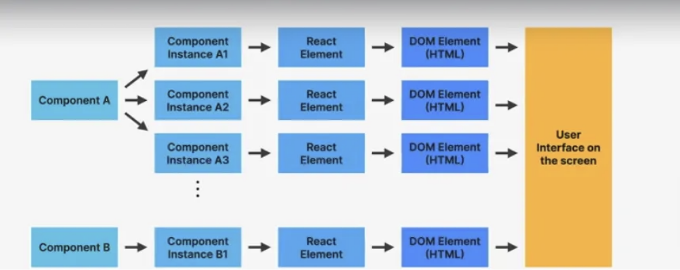 Component
Instance A1
React
Element
DOM Element
(HTML)
Component A
Component
Instance A2
React
Element
DOM Element
(HTML)
User
Interface on
the screen
Component
Instance A3
React
Element
DOM Element
(HTML)
Component B
Component
Instance B1
React
Element
DOM Element
(HTML)